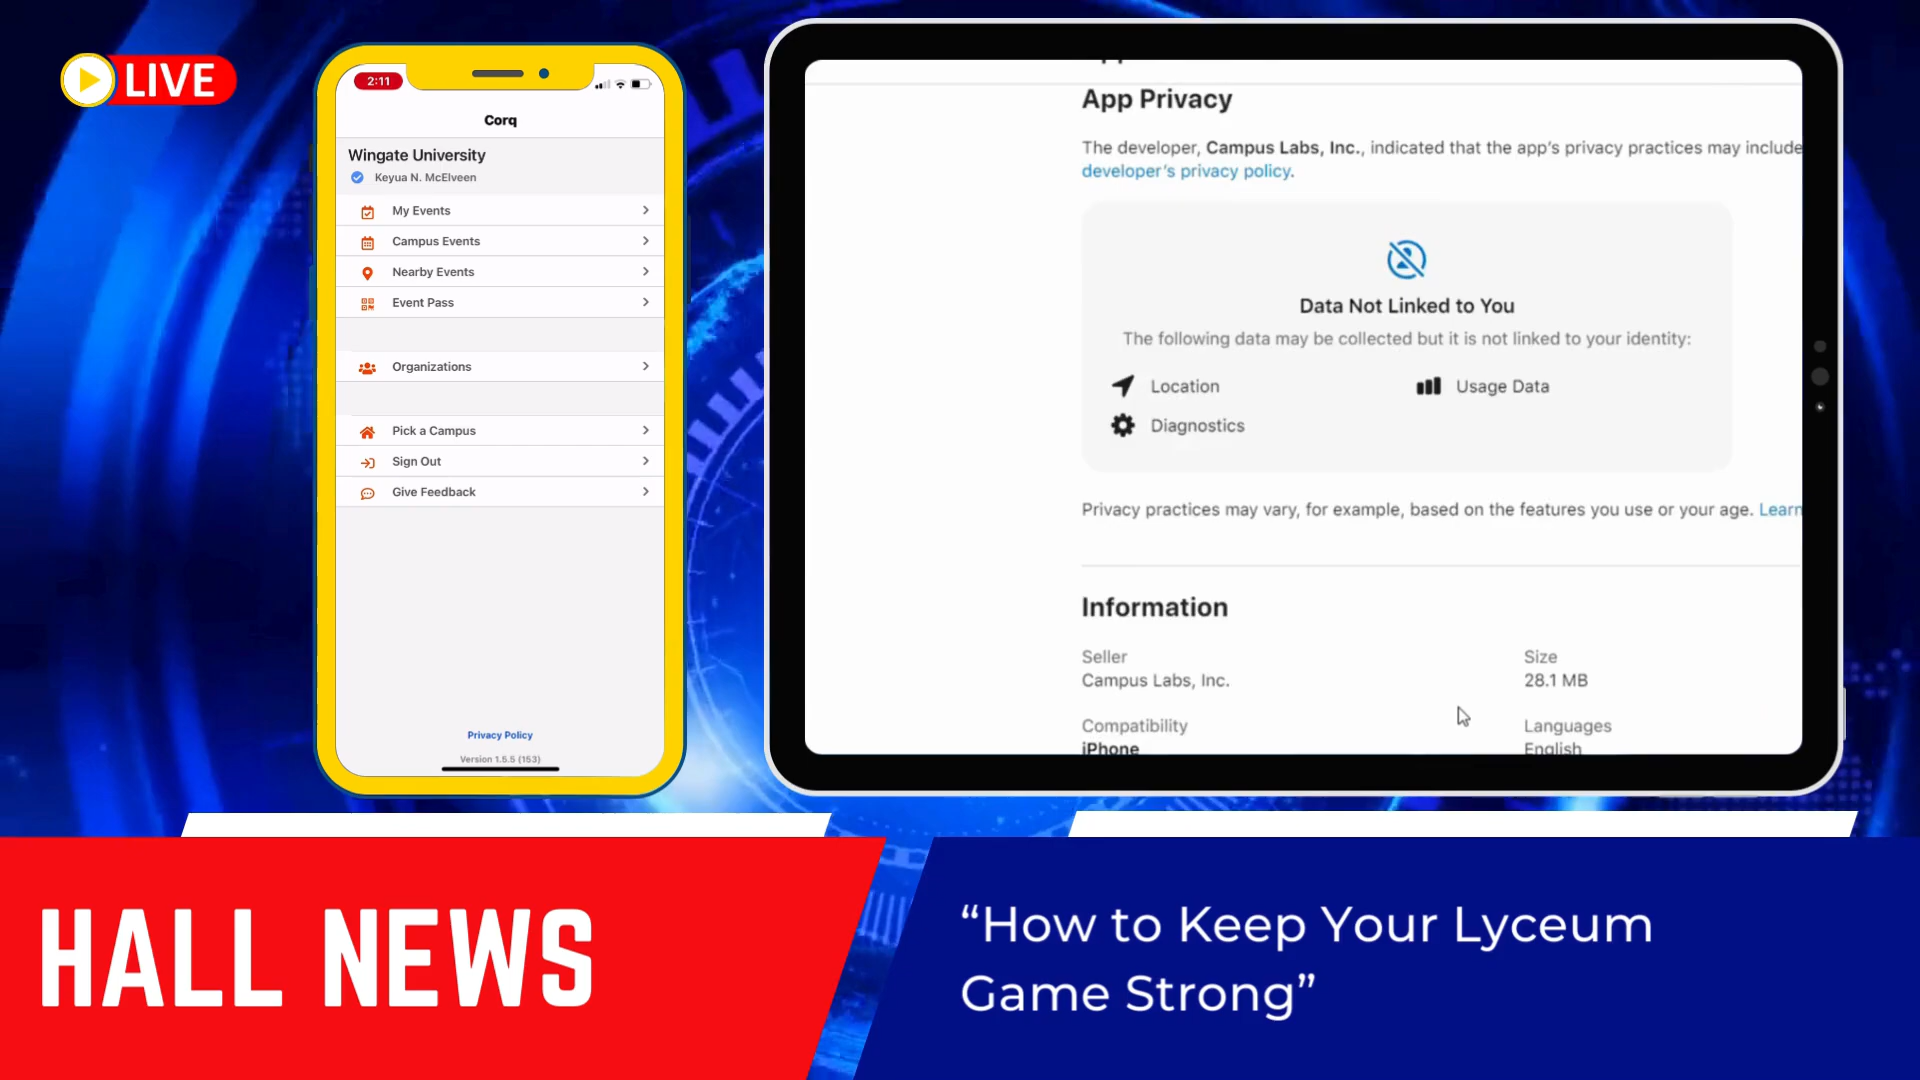 LIVE
2:11
Corq
Wingate University
Keyua N. McElveen
My Events
Campus Events
Nearby Events
Event Pass
Organizations
Pick a Campus
Sign Out
Give Feedback
Privacy Policy
Version 1.5.5 (153)
App Privacy
The developer, Campus Labs, Inc., indicated that the app's privacy practices may include
developer's privacy policy.
Data Not Linked to You
The following data may be collected but it is not linked to your identity:
Location
Usage Data
Diagnostics
Privacy practices may vary, for example, based on the features you use or your age. Learn
Information
Seller
Campus Labs, Inc.
Size
28.1 MB
Compatibility
iPhone
Languages
English
HALL NEWS
“How to Keep Your Lyceum
Game Strong”